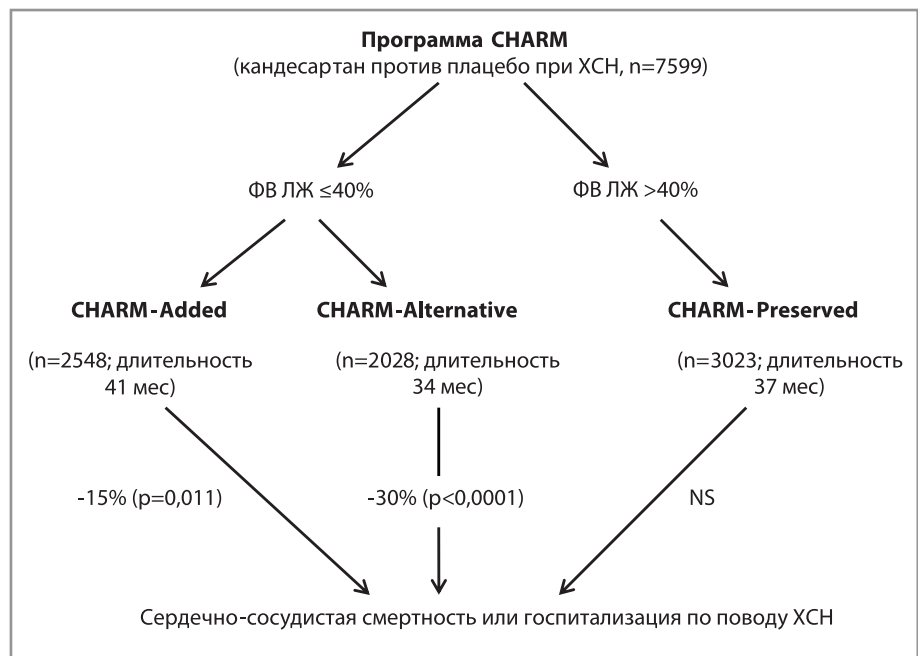 Программа CHARM
(кандесартан против плацебо при ХСН, n=7599)
ФВ ЛЖ ≤40%
ФВ ЛЖ >40%
CHARM-Added
CHARM-Alternative
CHARM-Preserved
(n=2548; длительность
41 мес)
(n=2028; длительность
34 мес)
(n=3023; длительность
37 мес)
-15% (p=0,011)
-30% (p<0,0001)
NS
Сердечно-сосудистая смертность или госпитализация по поводу ХСН